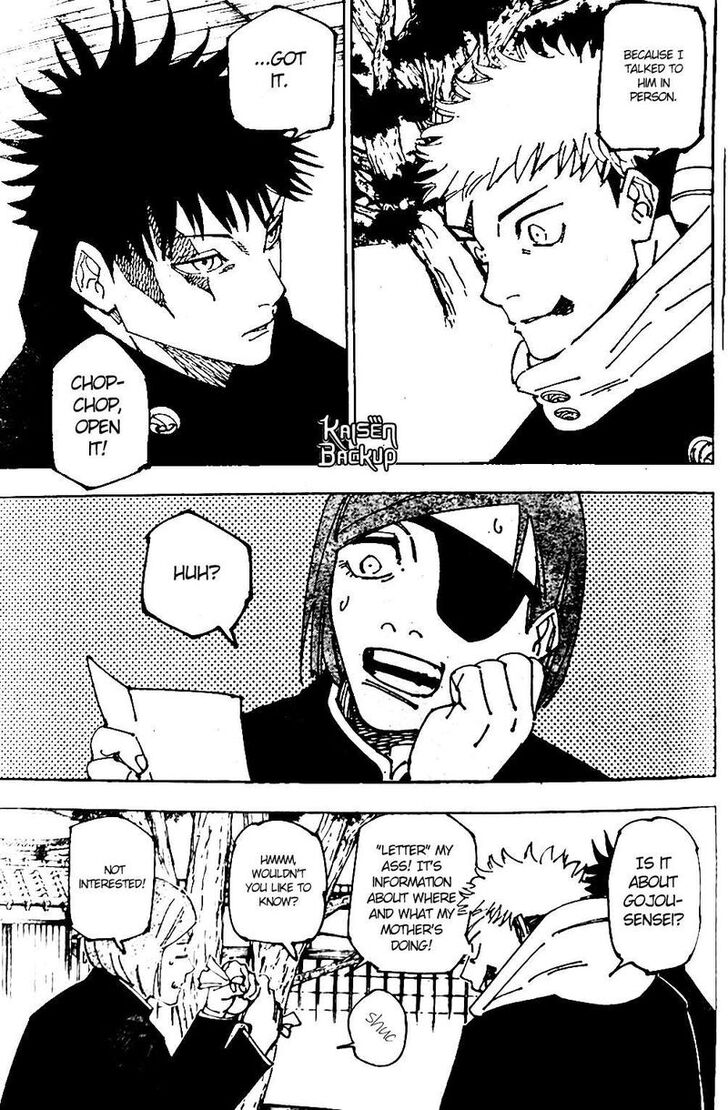 BECAUSE I
TALKED TO
HIM IN
PERSON.
...GOT
IT.
CHOP-
CHOP,
OPEN
IT!
KAISEN
BACKUP
HUH?
IS IT
ABOUT
GOJOU-
SENSEI?
"LETTER" MY
ASS! IT'S
INFORMATION
ABOUT WHERE
AND WHAT MY
MOTHER'S
DOING!
HMMM,
WOULDN'T
YOU LIKE TO
KNOW?
NOT
INTERESTED!
shuc